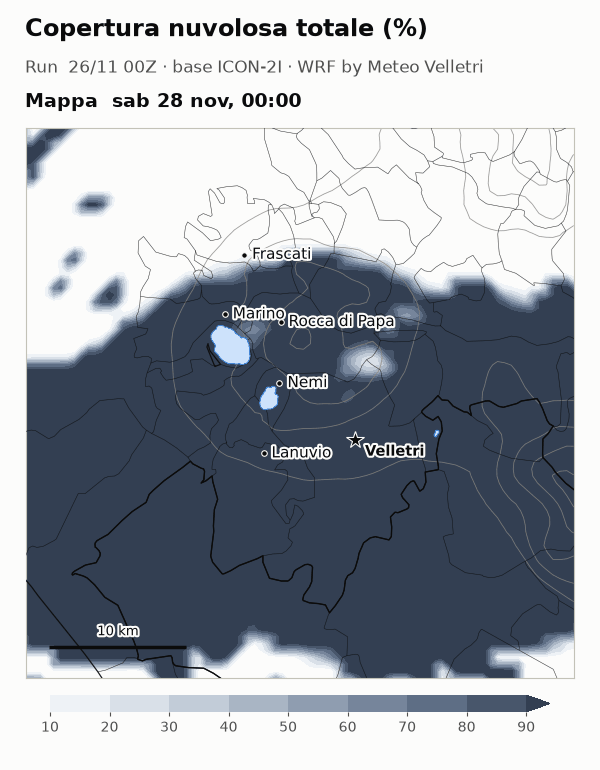 Copertura nuvolosa totale (%)
Run  26/11 00Z · base ICON-2I · WRF by Meteo Velletri
Mappa  sab 28 nov, 00:00
Frascati
Marino
Rocca di Papa
Nemi
Velletri
Lanuvio
10 km
10 20 30 40 50 60 70 80 90